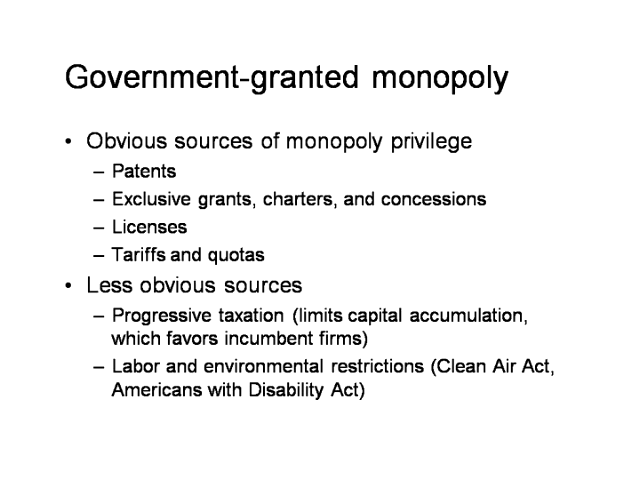 Government-granted monopoly
• Obvious sources of monopoly privilege
– Patents
– Exclusive grants, charters, and concessions
– Licenses
– Tariffs and quotas
• Less obvious sources
– Progressive taxation (limits capital accumulation,
which favors incumbent firms)
– Labor and environmental restrictions (Clean Air Act,
Americans with Disability Act)